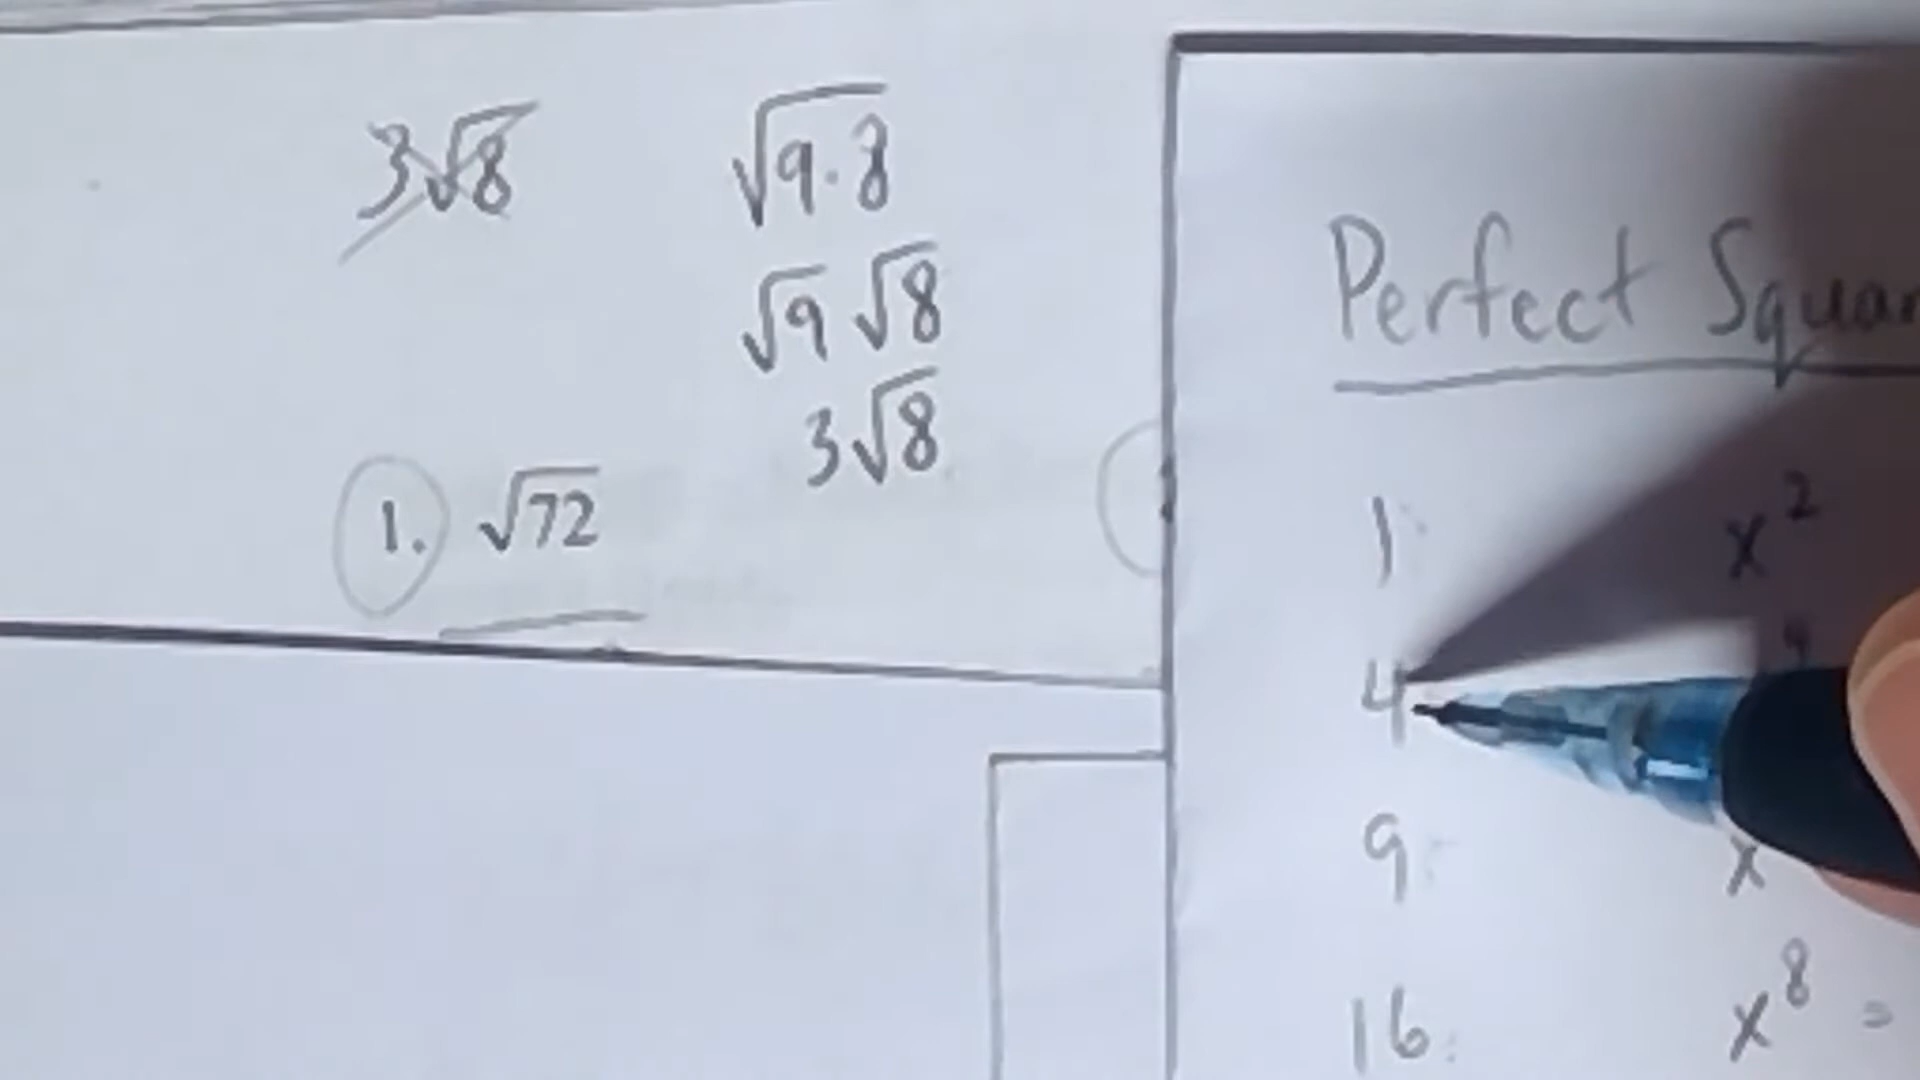 3√8
√9·8
√9 √8
3√8
1. √72
Perfect Squar
1 x²
4
9 x
16 x⁸ =